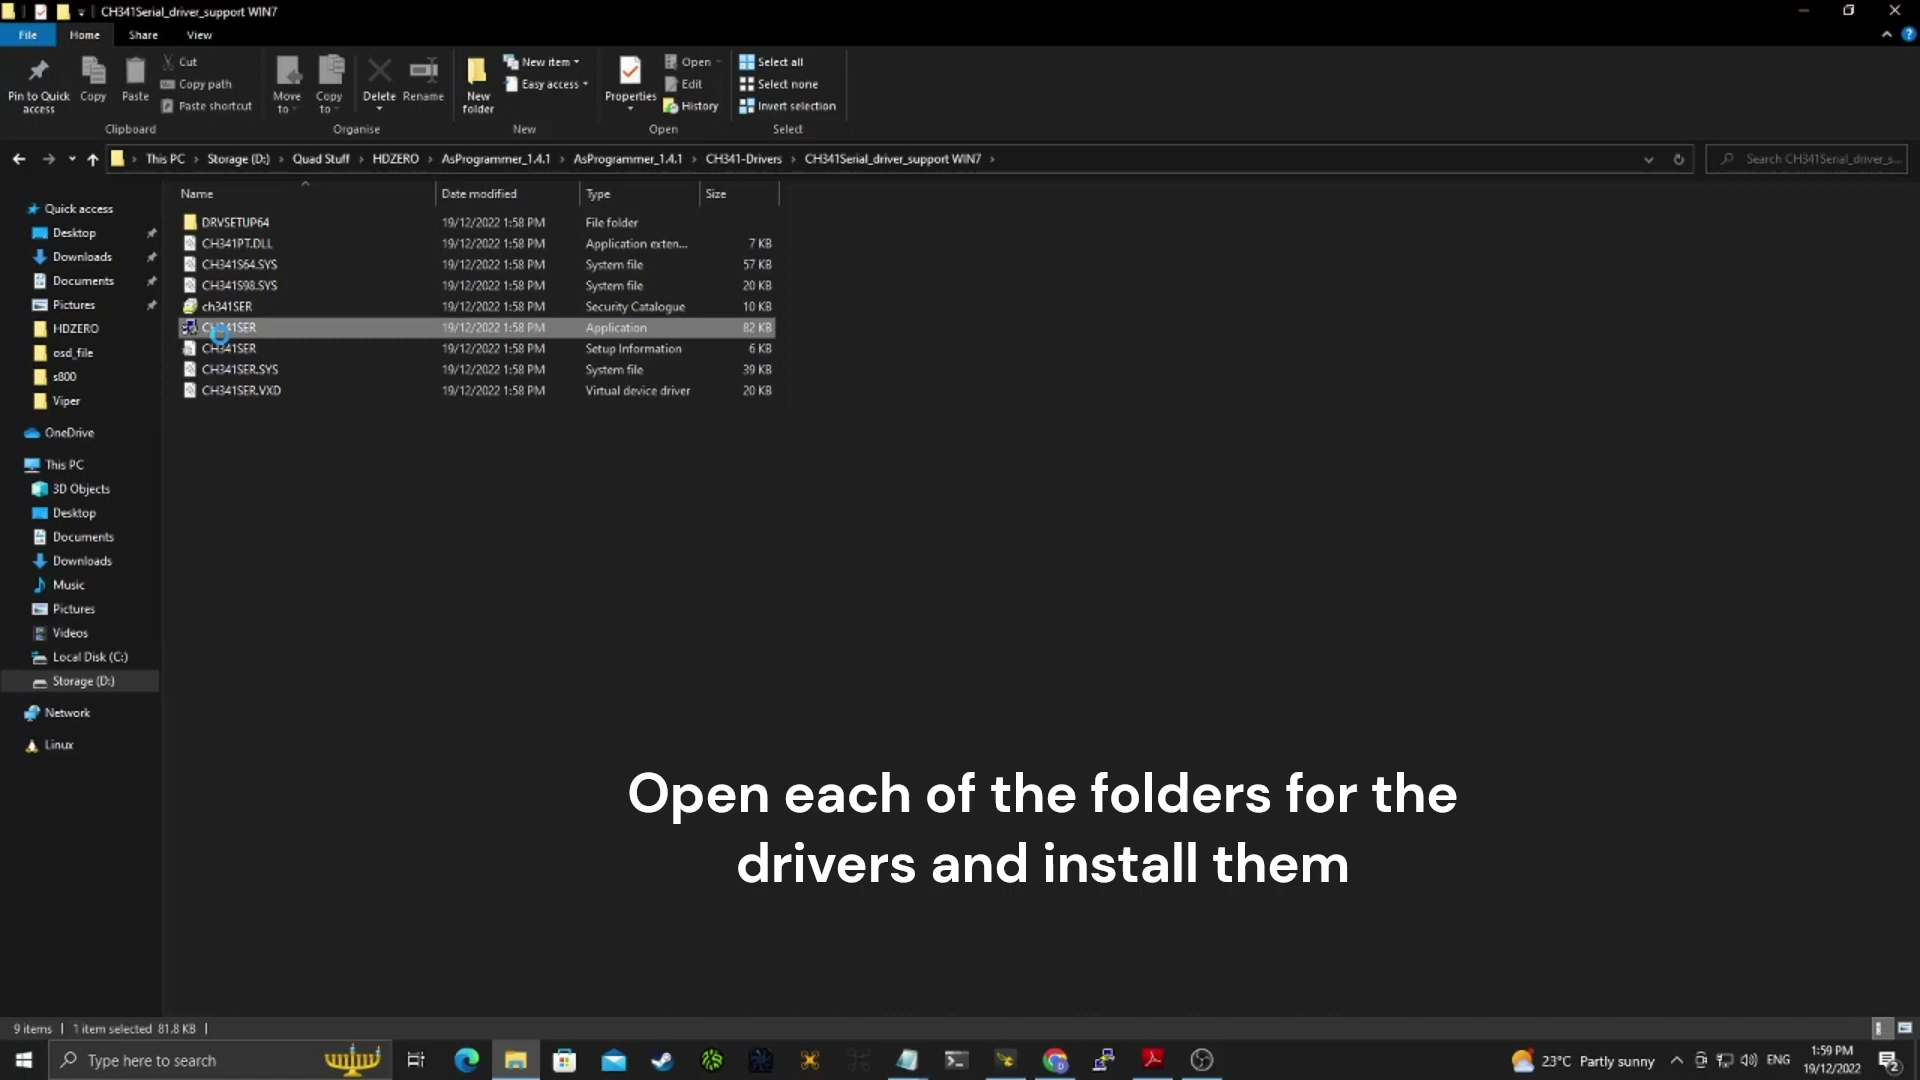 CH341Serial_driver_support WIN7
File Home Share View
Pin to Quick access
Copy
Paste
Cut
Copy path
Paste shortcut
Clipboard
Move to
Copy to
Delete
Rename
Organise
New folder
New item
Easy access
New
Properties
Open
Edit
History
Open
Select all
Select none
Invert selection
Select
This PC › Storage (D:) › Quad Stuff › HDZERO › AsProgrammer_1.4.1 › AsProgrammer_1.4.1 › CH341-Drivers › CH341Serial_driver_support WIN7 ›
Search CH341Serial_driver_s...
Quick access
Desktop
Downloads
Documents
Pictures
HDZERO
osd_file
s800
Viper
OneDrive
This PC
3D Objects
Desktop
Documents
Downloads
Music
Pictures
Videos
Local Disk (C:)
Storage (D:)
Network
Linux
Name Date modified Type Size
DRVSETUP64 19/12/2022 1:58 PM File folder
CH341PT.DLL 19/12/2022 1:58 PM Application exten... 7 KB
CH341S64.SYS 19/12/2022 1:58 PM System file 57 KB
CH341S98.SYS 19/12/2022 1:58 PM System file 20 KB
ch341SER 19/12/2022 1:58 PM Security Catalogue 10 KB
CH341SER 19/12/2022 1:58 PM Application 82 KB
CH341SER 19/12/2022 1:58 PM Setup Information 6 KB
CH341SER.SYS 19/12/2022 1:58 PM System file 39 KB
CH341SER.VXD 19/12/2022 1:58 PM Virtual device driver 20 KB
Open each of the folders for the
drivers and install them
9 items 1 item selected 81.8 KB
Type here to search
23°C Partly sunny
ENG
1:59 PM
19/12/2022
2